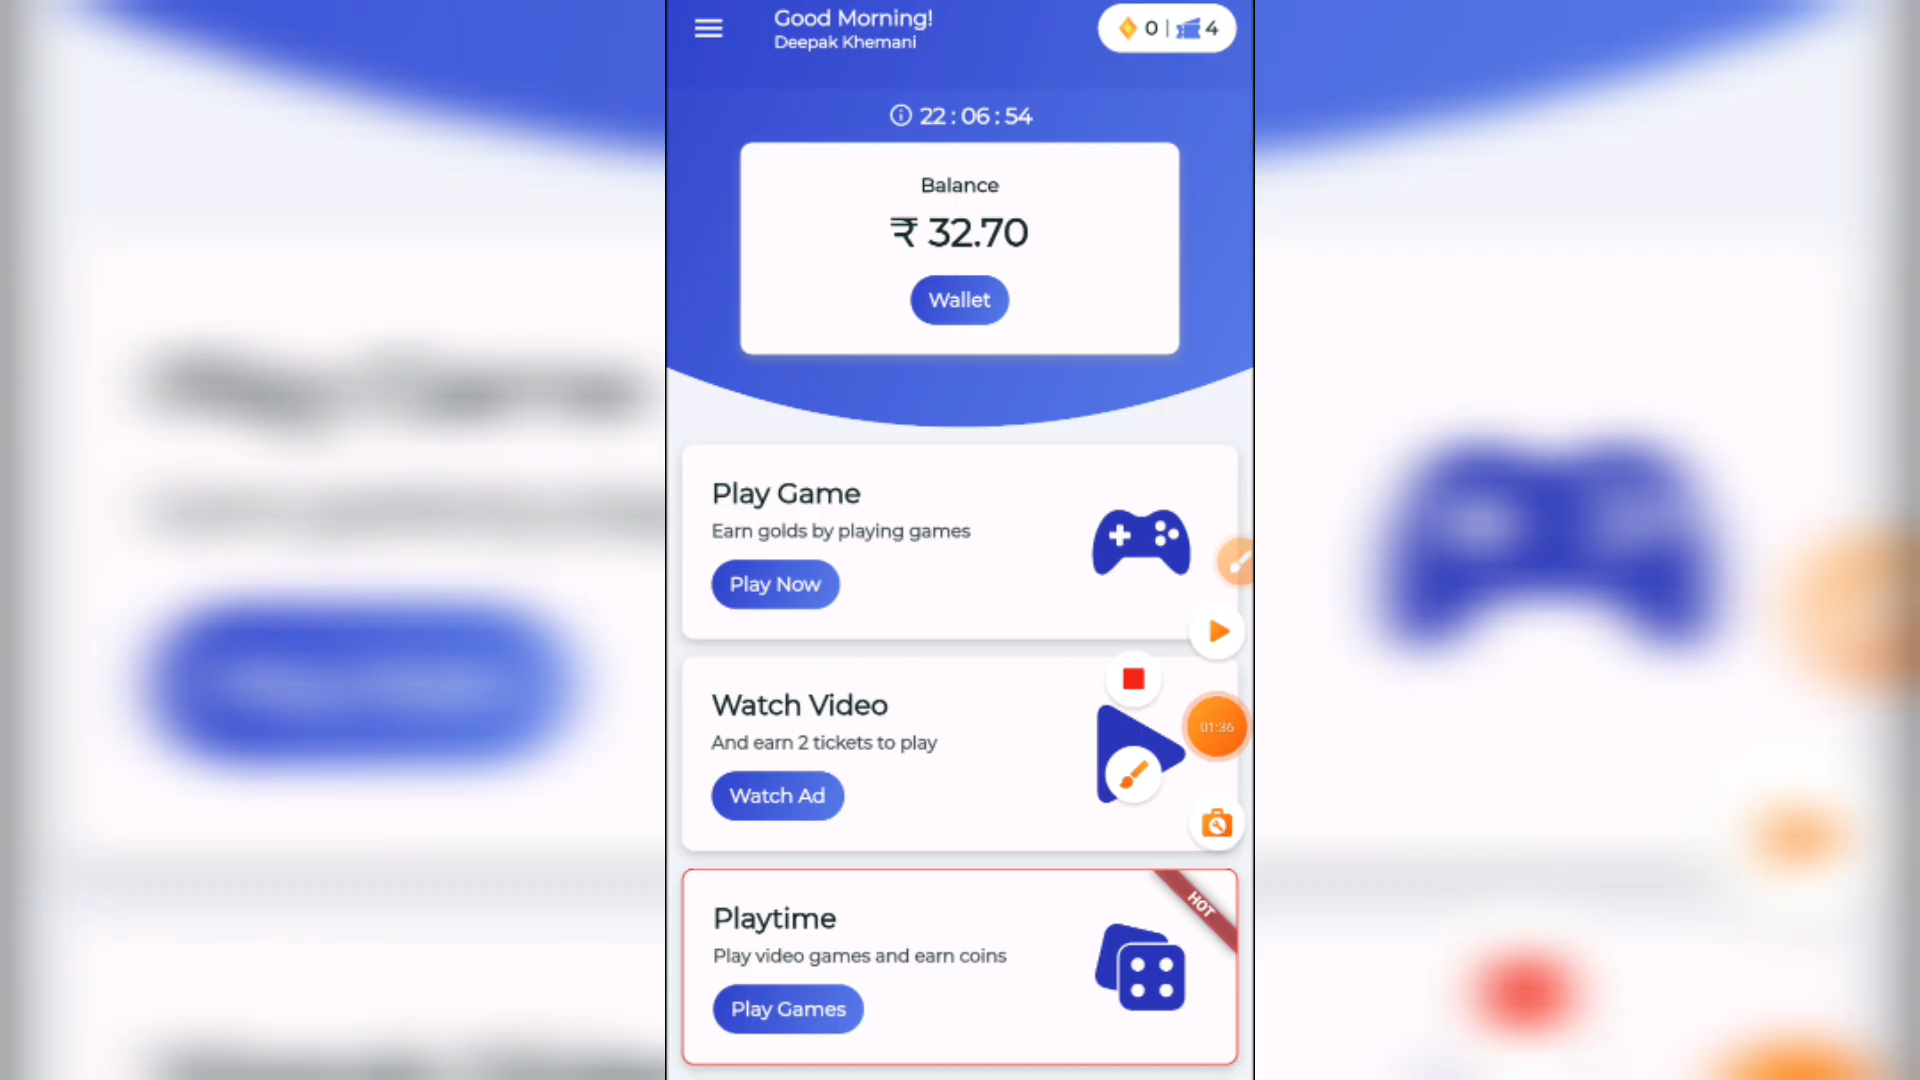 Good Morning!
Deepak Khemani
0 | 4
22 : 06 : 54
Balance
₹ 32.70
Wallet
Play Game
Earn golds by playing games
Play Now
Watch Video
And earn 2 tickets to play
01:36
Watch Ad
HOT
Playtime
Play video games and earn coins
Play Games